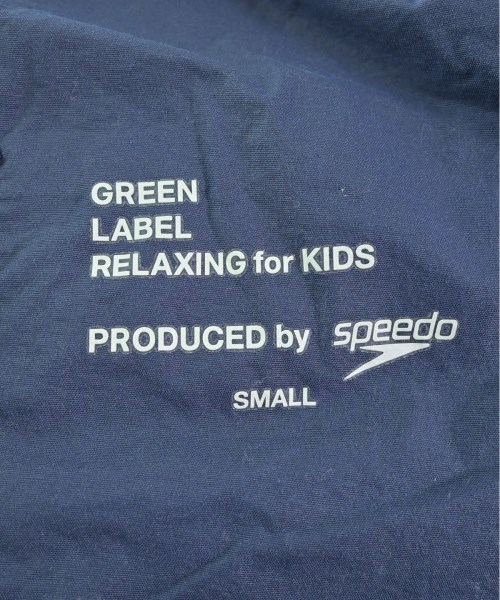 GREEN
LABEL
RELAXING for KIDS
PRODUCED by speedo
SMALL